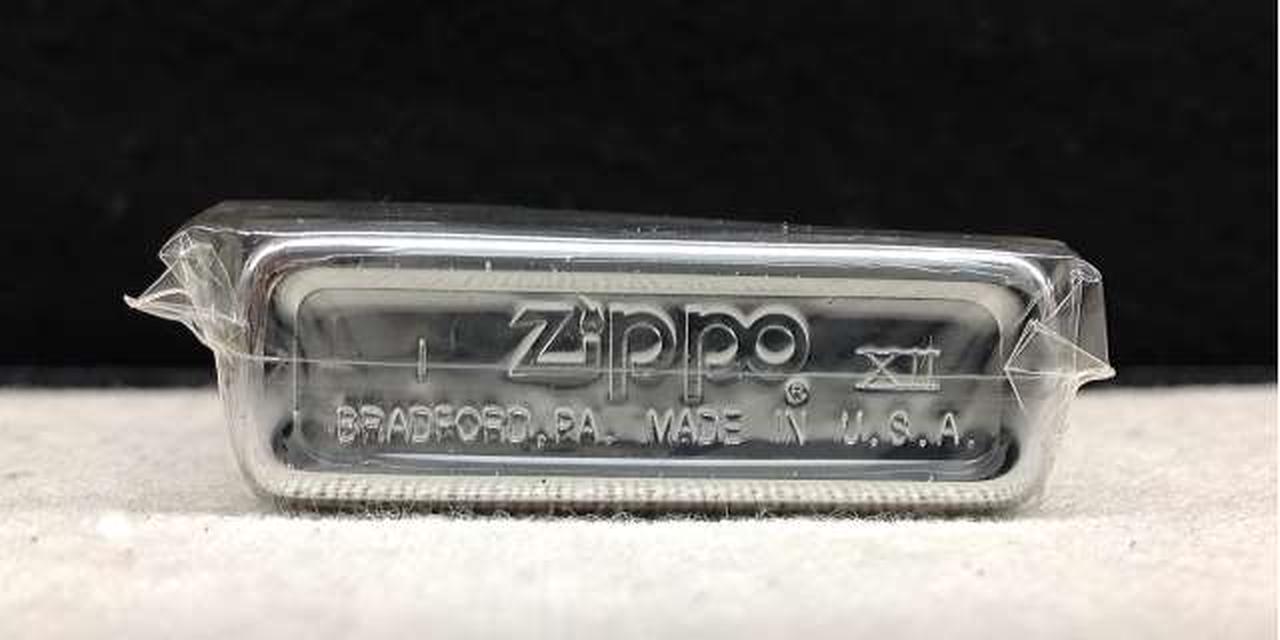 I Zippo® XII
BRADFORD, PA. MADE IN U.S.A.